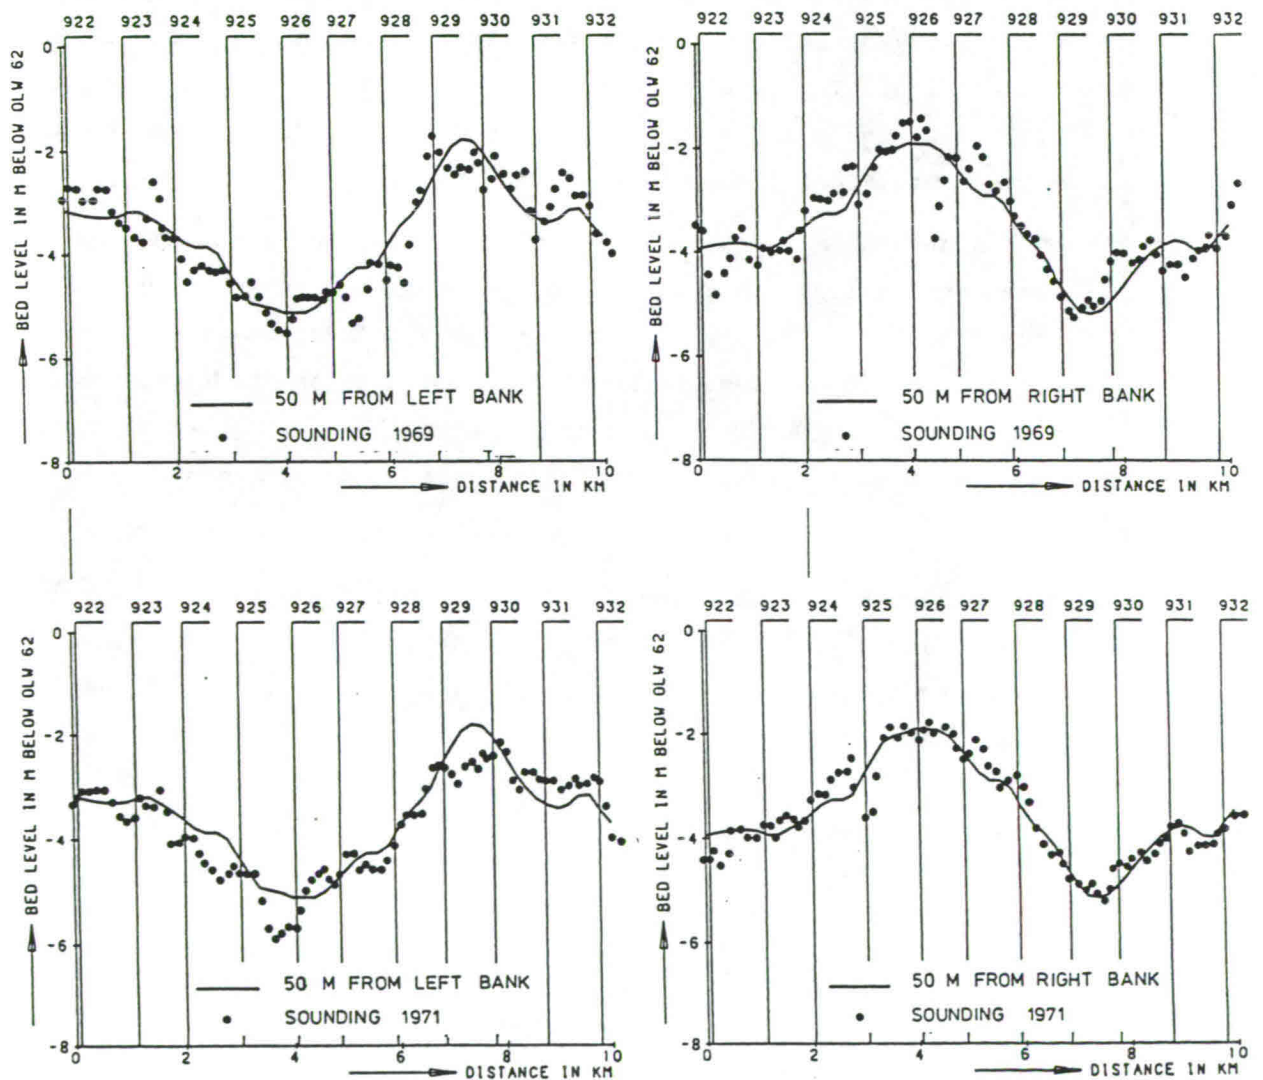 922 923 924 925 926 927 928 929 930 931 932
0
-2
-4
-6
-8
BED LEVEL IN M BELOW OLW 62
50 M FROM LEFT BANK
SOUNDING 1969
0 2 4 6 8 10
DISTANCE IN KM
922 923 924 925 926 927 928 929 930 931 932
0
-2
-4
-6
-8
BED LEVEL IN M BELOW OLW 62
50 M FROM RIGHT BANK
SOUNDING 1969
0 2 4 6 8 10
DISTANCE IN KM
922 923 924 925 926 927 928 929 930 931 932
0
-2
-4
-6
-8
BED LEVEL IN M BELOW OLW 62
50 M FROM LEFT BANK
SOUNDING 1971
0 2 4 6 8 10
DISTANCE IN KM
922 923 924 925 926 927 928 929 930 931 932
0
-2
-4
-6
-8
BED LEVEL IN M BELOW OLW 62
50 M FROM RIGHT BANK
SOUNDING 1971
0 2 4 6 8 10
DISTANCE IN KM